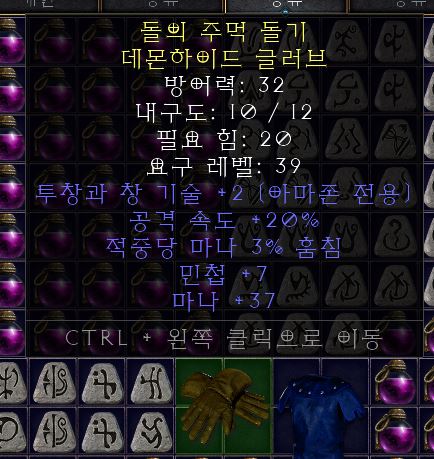 돌의 주먹 돌기
데몬하이드 글러브
방어력: 32
내구도: 10 / 12
필요 힘: 20
요구 레벨: 39
투창과 창 기술 +2 (아마존 전용)
공격 속도 +20%
적중당 마나 3% 훔침
민첩 +7
마나 +37
CTRL + 왼쪽 클릭으로 이동